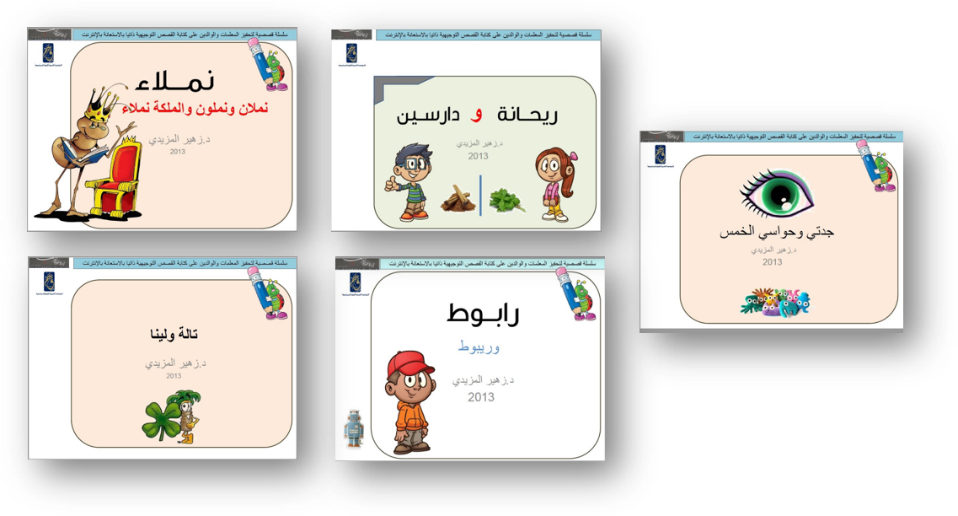 سلسلة قصصية لتحفيز المعلمات والوالدين على كتابة القصص التوجيهية ذاتيا بالاستعانة بالإنترنت
نمــلاء
نملان ونملون والملكة نملاء
د.زهير المزيدي
2013
سلسلة قصصية لتحفيز المعلمات والوالدين على كتابة القصص التوجيهية ذاتيا بالاستعانة بالإنترنت
ريحـانة و دارسـين
د.زهير المزيدي
2013
سلسلة قصصية لتحفيز المعلمات والوالدين على كتابة القصص التوجيهية ذاتيا بالاستعانة بالإنترنت
جدتي وحواسي الخمس
د.زهير المزيدي
2013
سلسلة قصصية لتحفيز المعلمات والوالدين على كتابة القصص التوجيهية ذاتيا بالاستعانة بالإنترنت
تالة ولينا
د.زهير المزيدي
2013
سلسلة قصصية لتحفيز المعلمات والوالدين على كتابة القصص التوجيهية ذاتيا بالاستعانة بالإنترنت
رابــوط
وريبوط
د.زهير المزيدي
2013